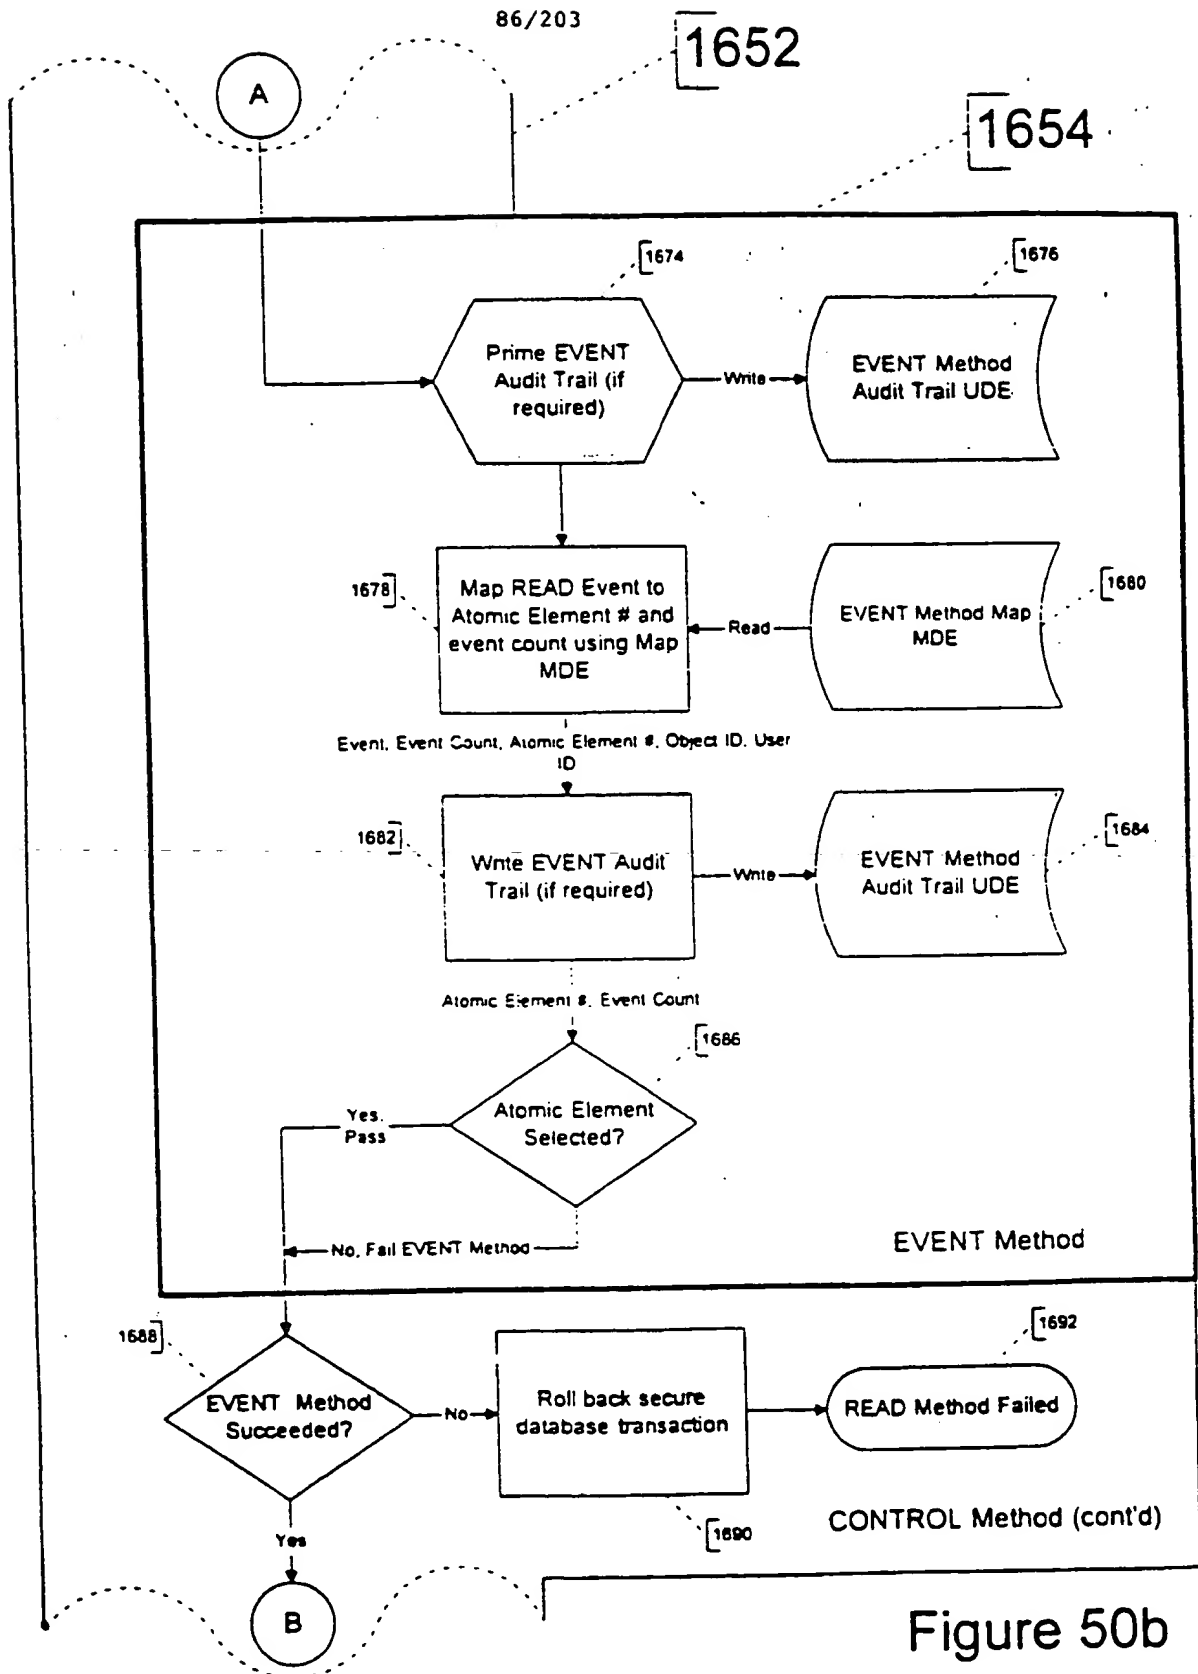 86/203
1652
A
1654
1674
1676
Prime EVENT
Audit Trail (if
required)
Write
EVENT Method
Audit Trail UDE
1678
Map READ Event to
Atomic Element # and
event count using Map
MDE
Read
EVENT Method Map
MDE
1680
Event, Event Count, Atomic Element #, Object ID, User
ID
1682
Write EVENT Audit
Trail (if required)
Write
EVENT Method
Audit Trail UDE
1684
Atomic Element #, Event Count
1686
Yes,
Pass
Atomic Element
Selected?
No, Fail EVENT Method
EVENT Method
1688
EVENT Method
Succeeded?
No
Roll back secure
database transaction
1692
READ Method Failed
1690
CONTROL Method (cont'd)
Yes
B
Figure 50b